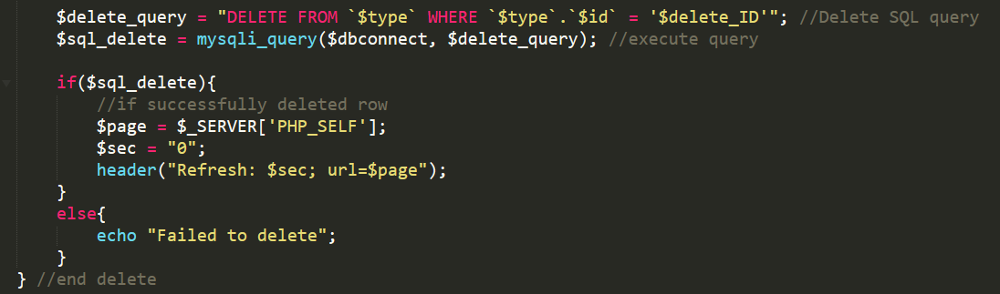 $delete_query = "DELETE FROM `$type` WHERE `$type`.`$id` = '$delete_ID'"; //Delete SQL query
$sql_delete = mysqli_query($dbconnect, $delete_query); //execute query
if($sql_delete){
//if successfully deleted row
$page = $_SERVER['PHP_SELF'];
$sec = "0";
header("Refresh: $sec; url=$page");
}
else{
echo "Failed to delete";
}
} //end delete